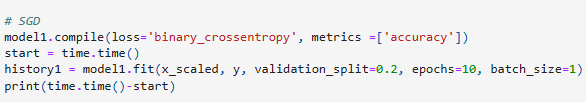 # SGD
model1.compile(loss='binary_crossentropy', metrics =['accuracy'])
start = time.time()
history1 = model1.fit(x_scaled, y, validation_split=0.2, epochs=10, batch_size=1)
print(time.time()-start)